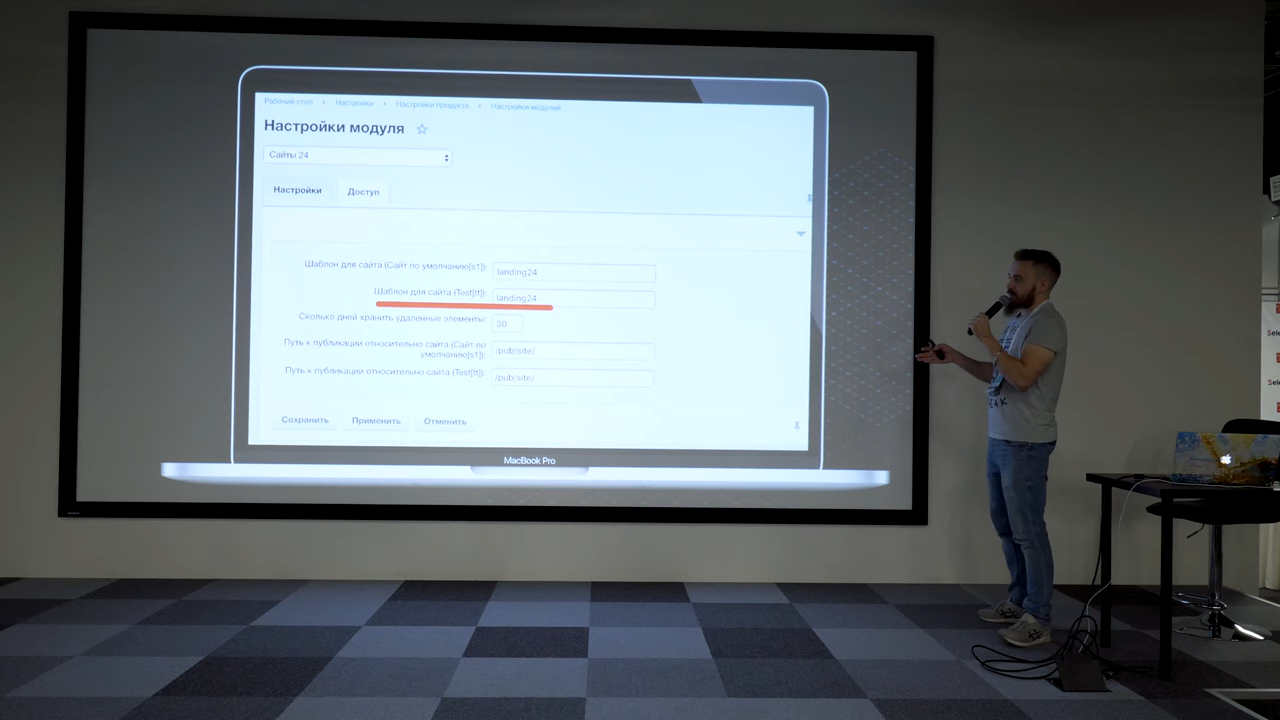 Рабочий стол › Настройки › Настройки продукта › Настройки модулей
Настройки модуля
Сайты 24
Настройки Доступ
Шаблон для сайта (Сайт по умолчанию[s1]): landing24
Шаблон для сайта (Test[tt]): landing24
Сколько дней хранить удаленные элементы: 30
Путь к публикации относительно сайта (Сайт по
умолчанию[s1]): /pub/site/
Путь к публикации относительно сайта (Test[tt]): /pub/site/
Сохранить Применить Отменить
MacBook Pro